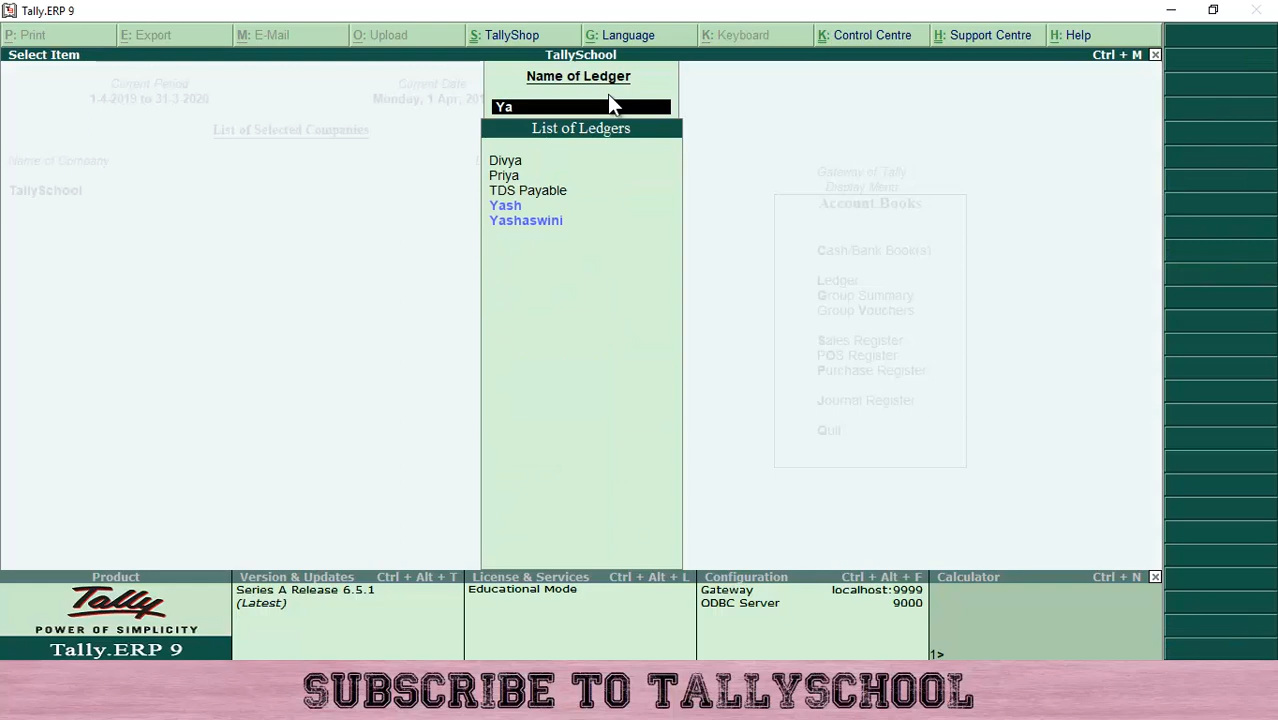 Tally.ERP 9
P: Print
E: Export
M: E-Mail
O: Upload
S: TallyShop
G: Language
K: Keyboard
K: Control Centre
H: Support Centre
H: Help
Select Item
TallySchool
Ctrl + M
Current Period
1-4-2019 to 31-3 2020
Current Date
Monday, 1 Apr, 201
List of Selected Companies
Name of Company
TallySchool
Name of Ledger
Ya
List of Ledgers
Divya
Priya
TDS Payable
Yash
Yashaswini
Gateway of Tally ...
Display Menu ...
Account Books
Cash/Bank Book(s)
Ledger
Group Summary
Group Vouchers
Sales Register
POS Register
Purchase Register
Journal Register
Quit
Product
Tally
POWER OF SIMPLICITY
Tally.ERP 9
Version & Updates Ctrl + Alt + T
Series A Release 6.5.1
(Latest)
License & Services Ctrl + Alt + L
Educational Mode
Configuration Ctrl + Alt + F
Gateway localhost:9999
ODBC Server 9000
Calculator Ctrl + N
1>
SUBSCRIBE TO TALLYSCHOOL